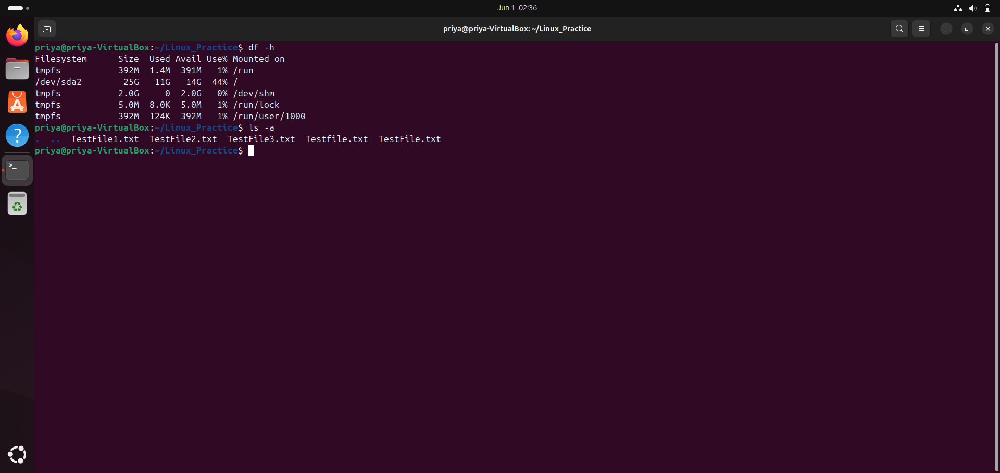 Jun 1 02:36
priya@priya-VirtualBox: ~/Linux_Practice
priya@priya-VirtualBox:~/Linux_Practice$ df -h
Filesystem      Size  Used Avail Use% Mounted on
tmpfs           392M  1.4M  391M   1% /run
/dev/sda2        25G   11G   14G  44% /
tmpfs           2.0G     0  2.0G   0% /dev/shm
tmpfs           5.0M  8.0K  5.0M   1% /run/lock
tmpfs           392M  124K  392M   1% /run/user/1000
priya@priya-VirtualBox:~/Linux_Practice$ ls -a
.  ..  TestFile1.txt  TestFile2.txt  TestFile3.txt  Testfile.txt  TestFile.txt
priya@priya-VirtualBox:~/Linux_Practice$